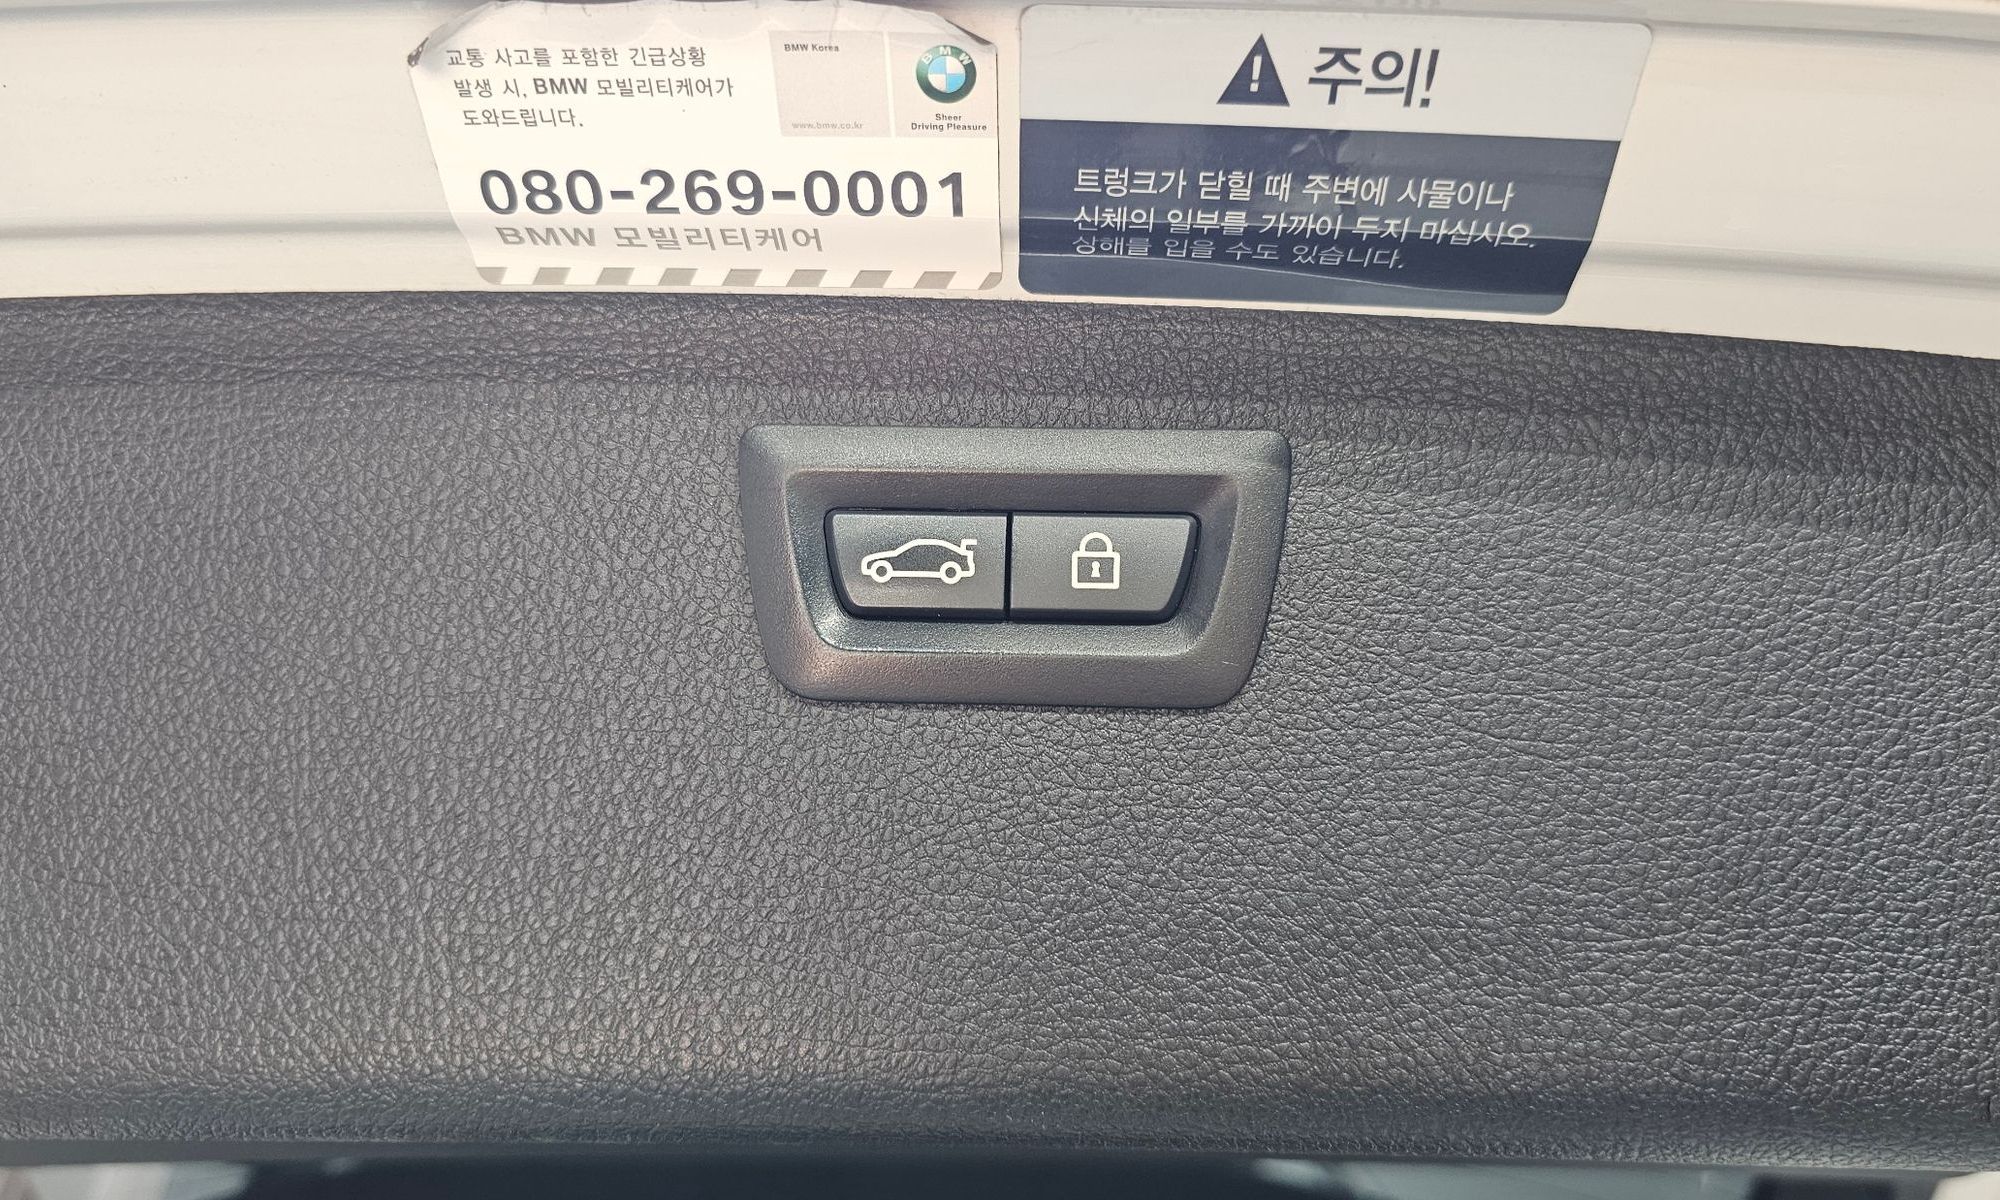 교통 사고를 포함한 긴급상황
발생 시, BMW 모빌리티케어가
도와드립니다.
BMW Korea
www.bmw.co.kr
BMW
Sheer
Driving Pleasure
080-269-0001
BMW 모빌리티케어
주의!
트렁크가 닫힐 때 주변에 사물이나
신체의 일부를 가까이 두지 마십시오.
상해를 입을 수도 있습니다.